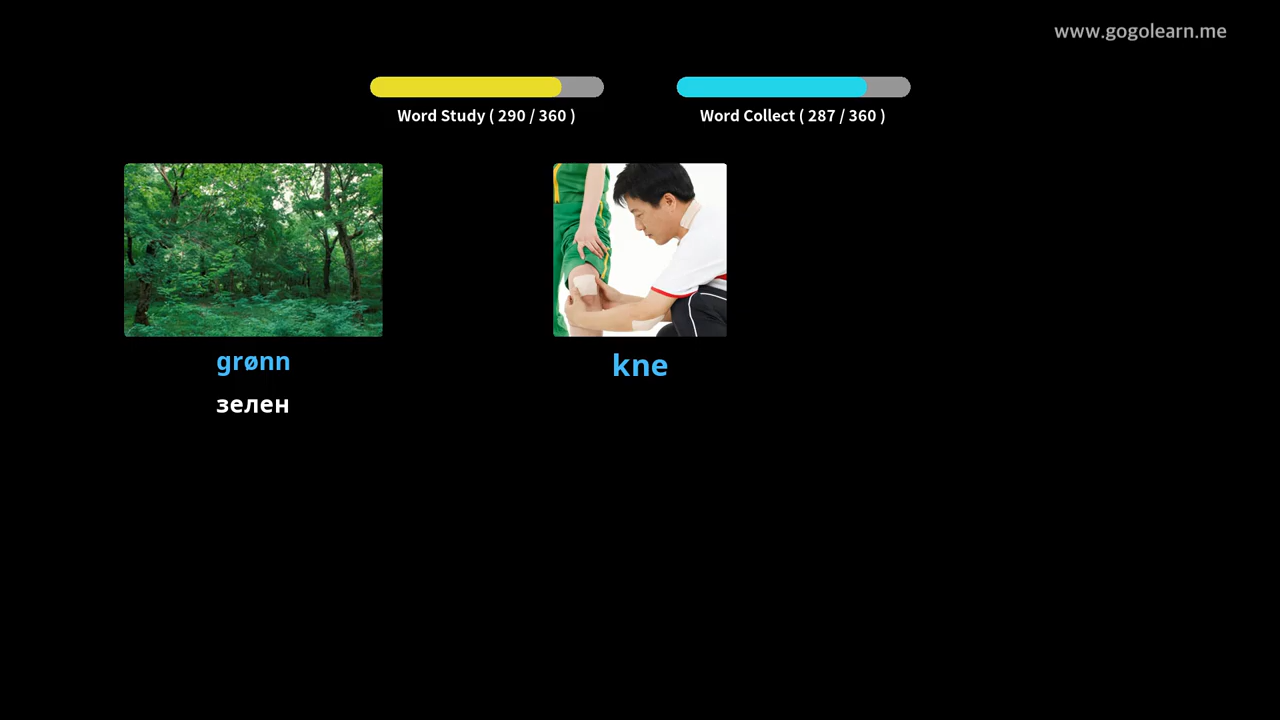 www.gogolearn.me
Word Study ( 290 / 360 )
Word Collect ( 287 / 360 )
grønn
kne
зелен